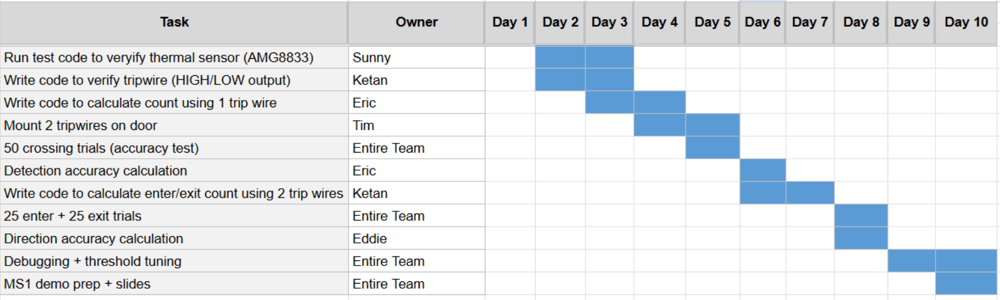 Task Owner Day 1 Day 2 Day 3 Day 4 Day 5 Day 6 Day 7 Day 8 Day 9 Day 10
Run test code to veryify thermal sensor (AMG8833) Sunny
Write code to verify tripwire (HIGH/LOW output) Ketan
Write code to calculate count using 1 trip wire Eric
Mount 2 tripwires on door Tim
50 crossing trials (accuracy test) Entire Team
Detection accuracy calculation Eric
Write code to calculate enter/exit count using 2 trip wires Ketan
25 enter + 25 exit trials Entire Team
Direction accuracy calculation Eddie
Debugging + threshold tuning Entire Team
MS1 demo prep + slides Entire Team